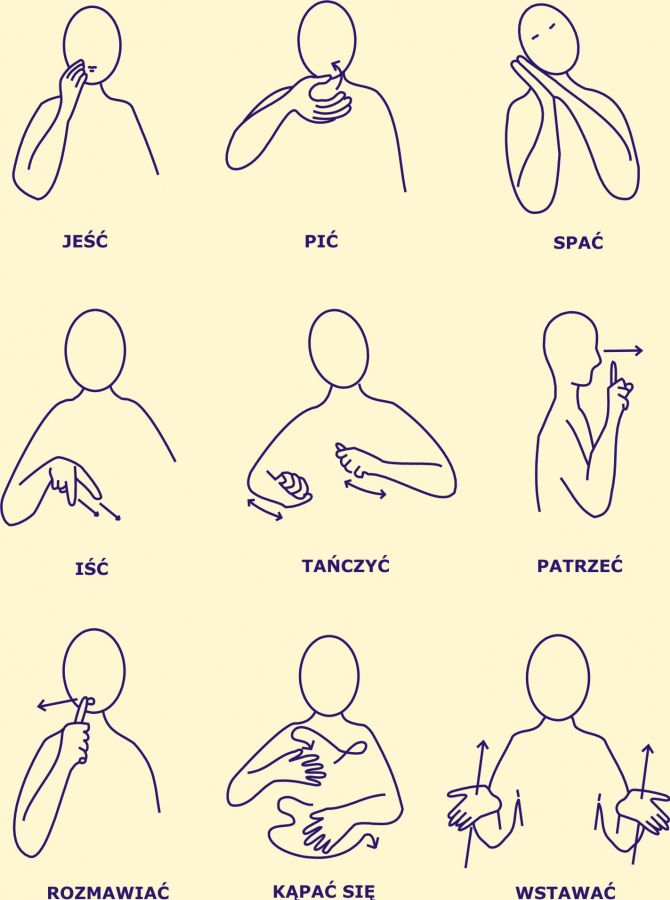 JEŚĆ PIĆ SPAĆ
IŚĆ TAŃCZYĆ PATRZEĆ
ROZMAWIAĆ KĄPAĆ SIĘ WSTAWAĆ